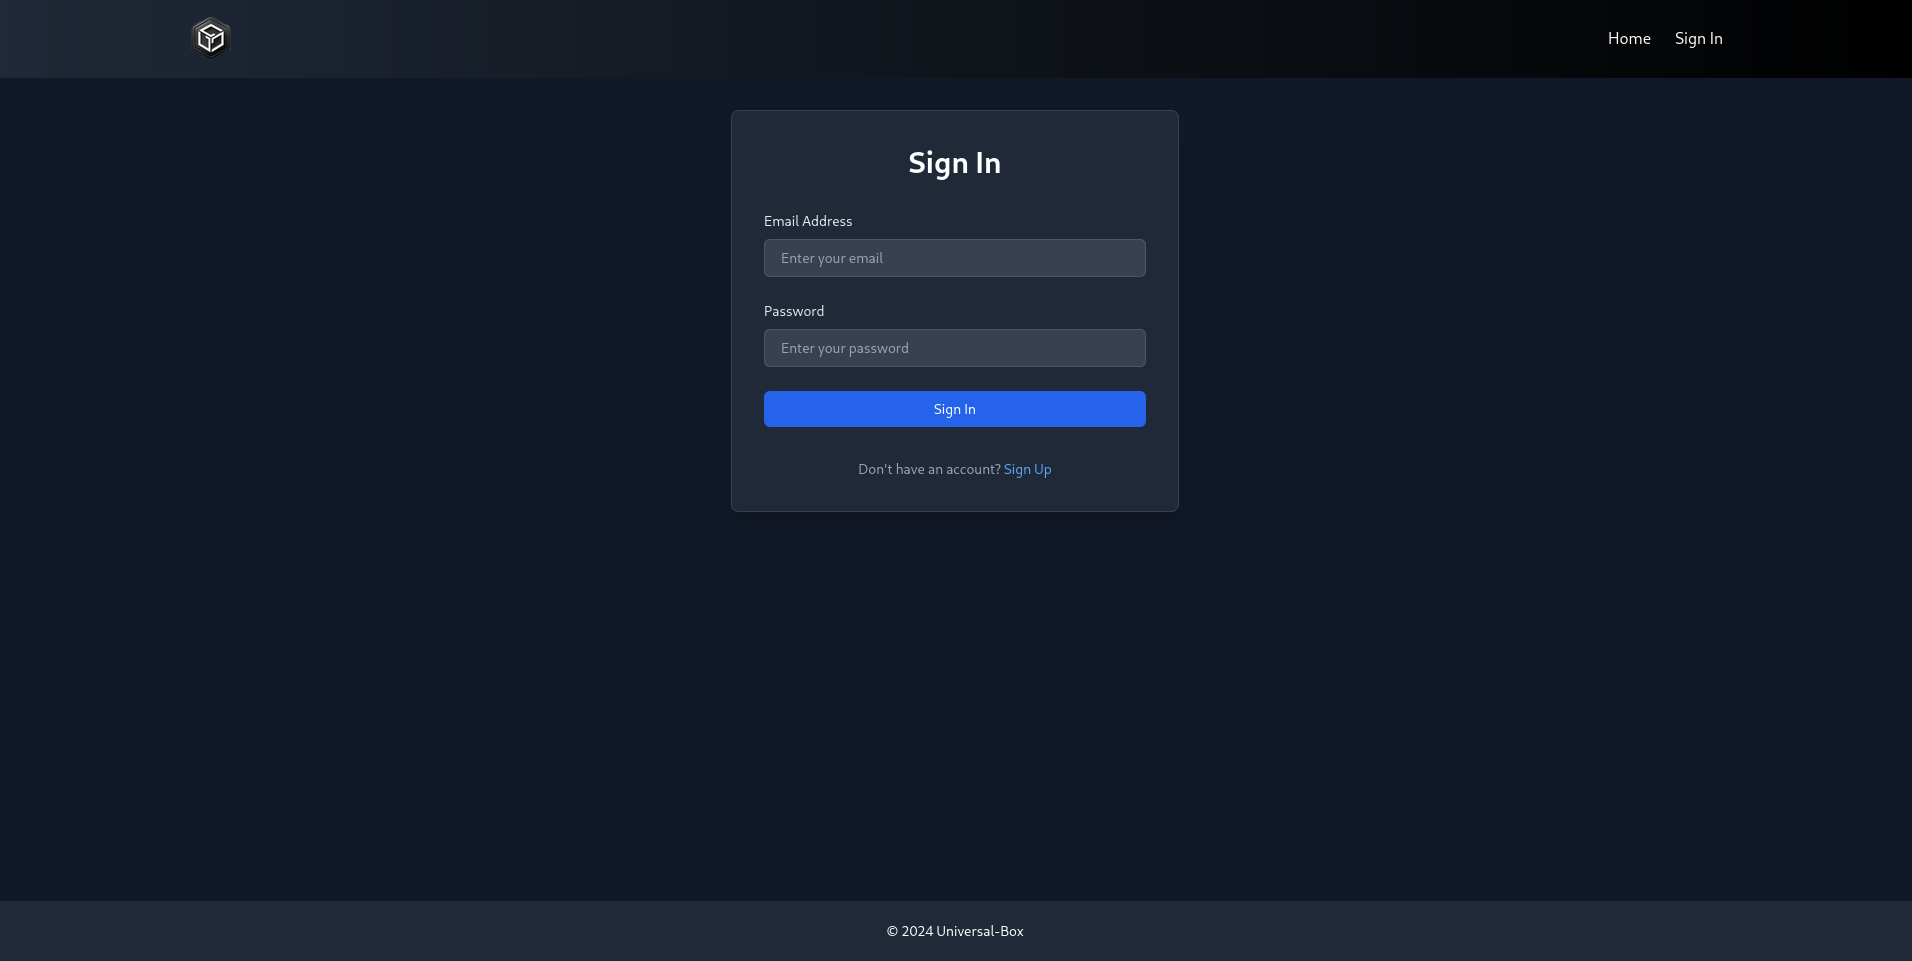 Home Sign In
Sign In
Email Address
Enter your email
Password
Enter your password
Sign In
Don't have an account? Sign Up
© 2024 Universal-Box